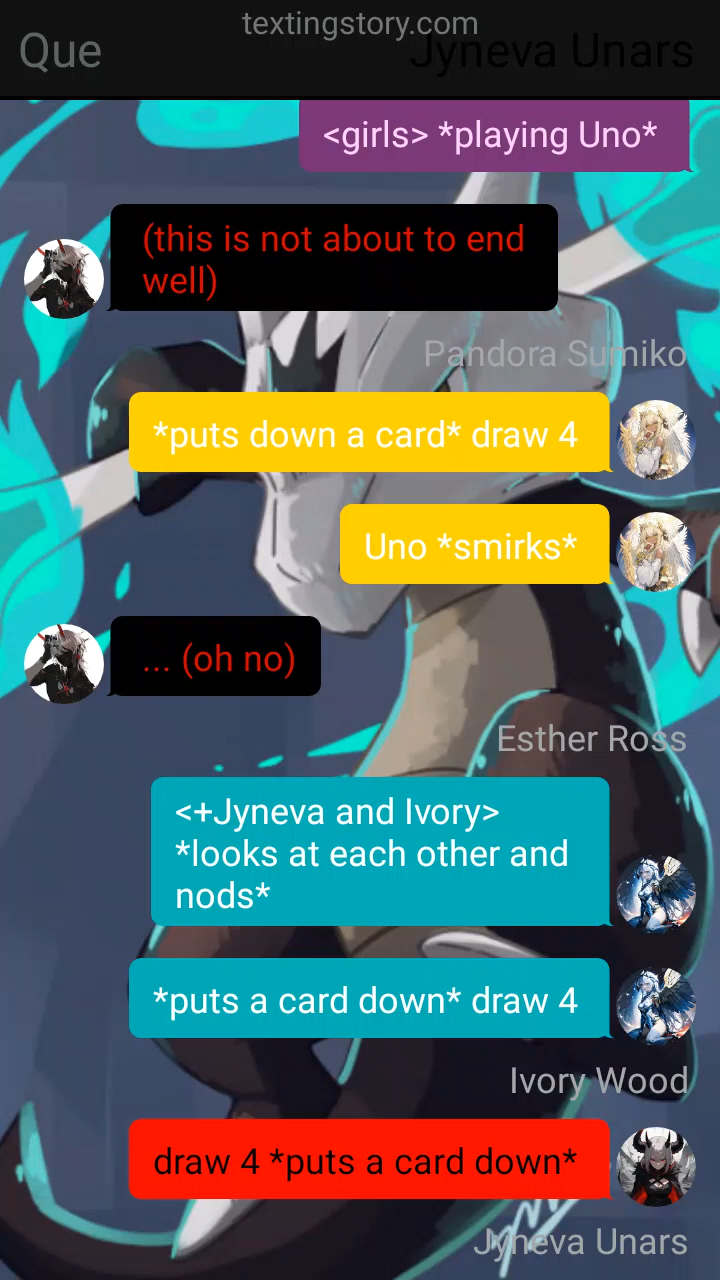 textingstory.com
Que
Jyneva Unars
<girls> *playing Uno*
(this is not about to end
well)
Pandora Sumiko
*puts down a card* draw 4
Uno *smirks*
... (oh no)
Esther Ross
<+Jyneva and Ivory>
*looks at each other and
nods*
*puts a card down* draw 4
Ivory Wood
draw 4 *puts a card down*
Jyneva Unars